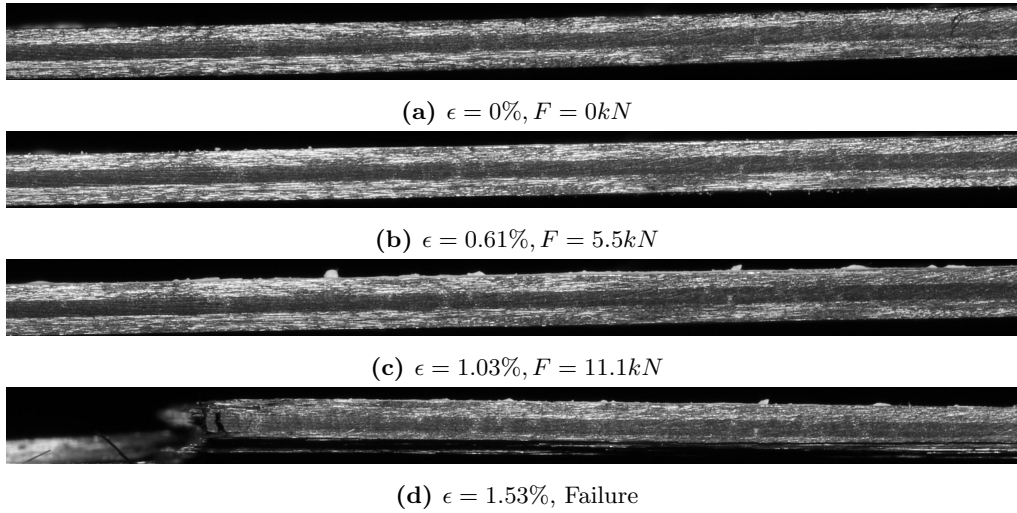 (a) ϵ = 0%, F = 0kN
(b) ϵ = 0.61%, F = 5.5kN
(c) ϵ = 1.03%, F = 11.1kN
(d) ϵ = 1.53%, Failure